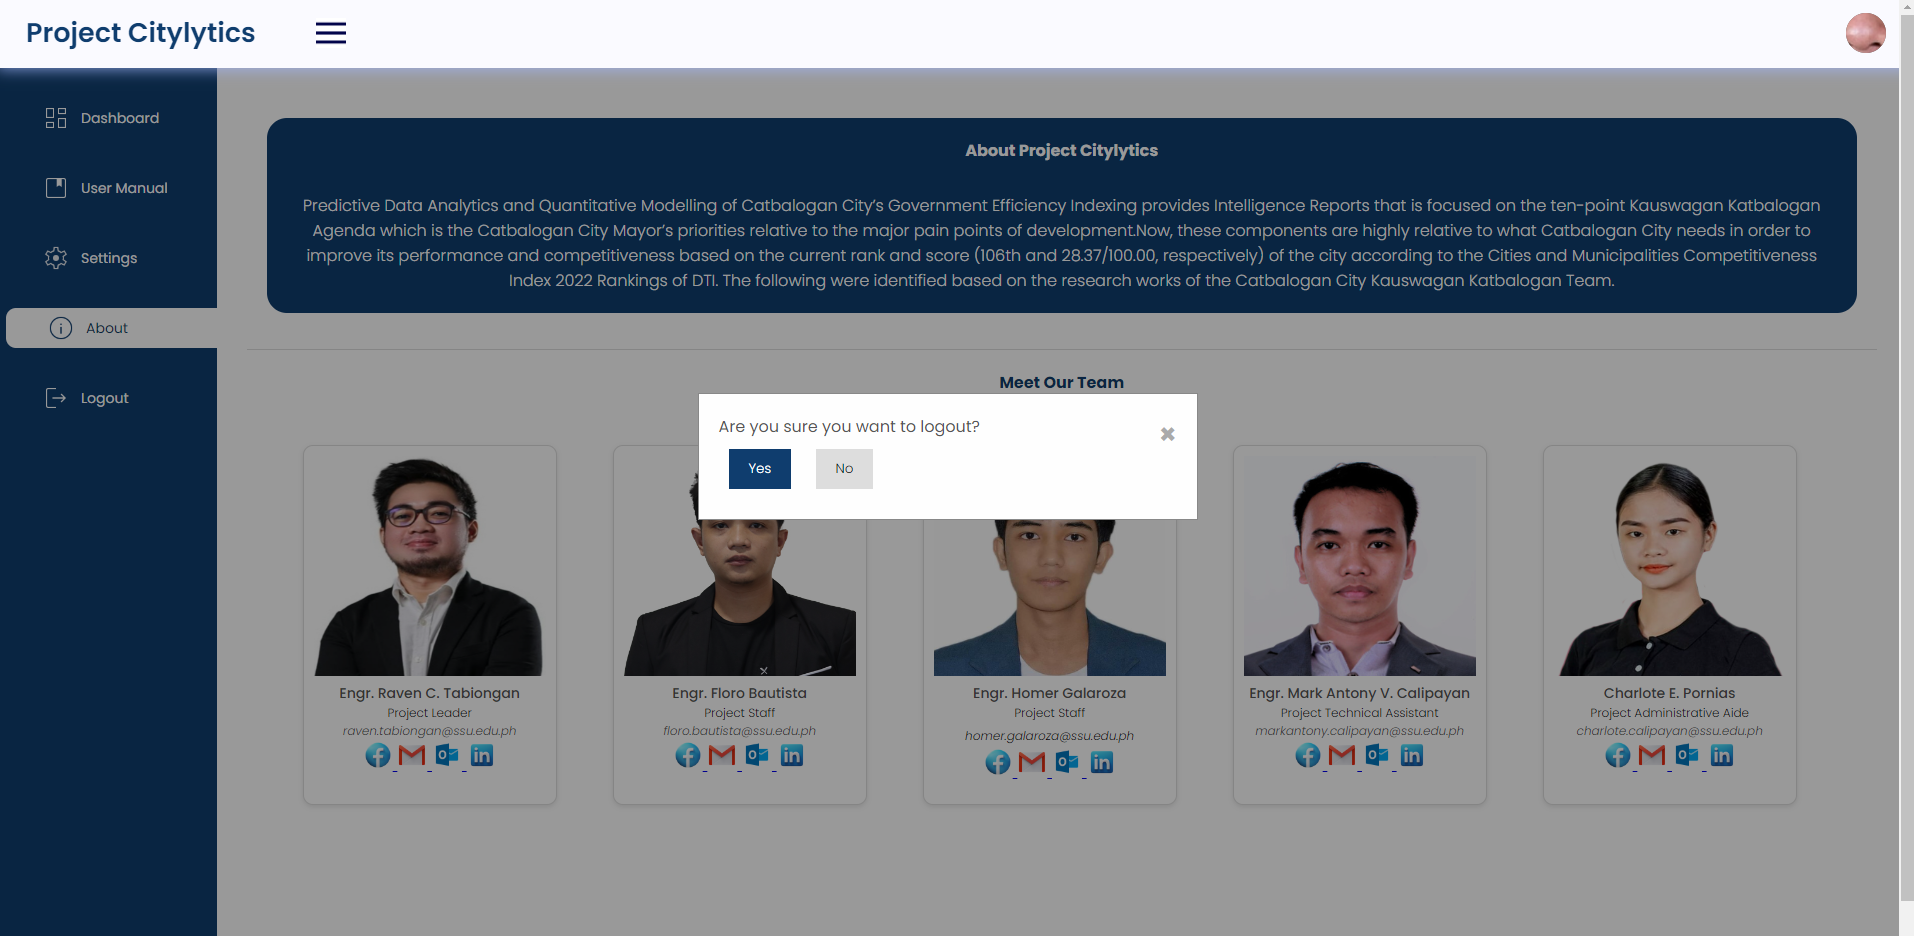 Project Citylytics
Dashboard
User Manual
Settings
About
Logout
About Project Citylytics
Predictive Data Analytics and Quantitative Modelling of Catbalogan City's Government Efficiency Indexing provides Intelligence Reports that is focused on the ten-point Kauswagan Katbalogan
Agenda which is the Catbalogan City Mayor's priorities relative to the major pain points of development.Now, these components are highly relative to what Catbalogan City needs in order to
improve its performance and competitiveness based on the current rank and score (106th and 28.37/100.00, respectively) of the city according to the Cities and Municipalities Competitiveness
Index 2022 Rankings of DTI. The following were identified based on the research works of the Catbalogan City Kauswagan Katbalogan Team.
Meet Our Team
Are you sure you want to logout?
Yes
No
Engr. Raven C. Tabiongan
Project Leader
raven.tabiongan@ssu.edu.ph
Engr. Floro Bautista
Project Staff
floro.bautista@ssu.edu.ph
Engr. Homer Galaroza
Project Staff
homer.galaroza@ssu.edu.ph
Engr. Mark Antony V. Calipayan
Project Technical Assistant
markantony.calipayan@ssu.edu.ph
Charlote E. Pornias
Project Administrative Aide
charlote.calipayan@ssu.edu.ph